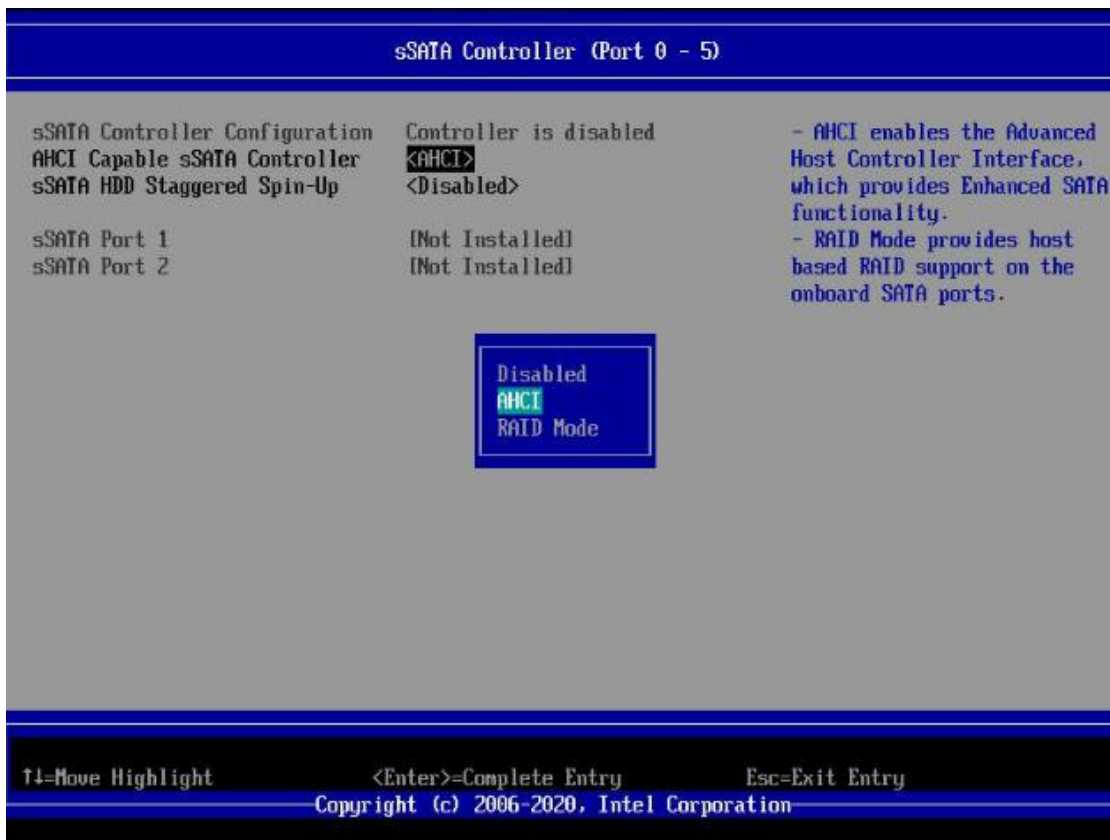 sSATA Controller (Port 0 - 5)
sSATA Controller Configuration Controller is disabled
AHCI Capable sSATA Controller <AHCI>
sSATA HDD Staggered Spin-Up <Disabled>
sSATA Port 1 [Not Installed]
sSATA Port 2 [Not Installed]
- AHCI enables the Advanced
Host Controller Interface,
which provides Enhanced SATA
functionality.
- RAID Mode provides host
based RAID support on the
onboard SATA ports.
Disabled
AHCI
RAID Mode
↑↓=Move Highlight <Enter>=Complete Entry Esc=Exit Entry
Copyright (c) 2006-2020, Intel Corporation